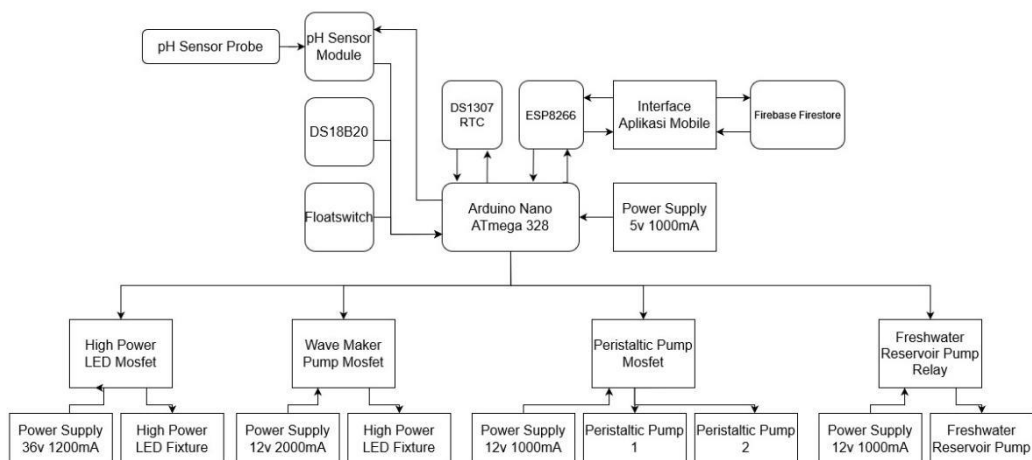 pH Sensor Probe
pH Sensor
Module
DS18B20
DS1307
RTC
ESP8266
Interface
Aplikasi Mobile
Firebase Firestore
Floatswitch
Arduino Nano
ATmega 328
Power Supply
5v 1000mA
High Power
LED Mosfet
Wave Maker
Pump Mosfet
Peristaltic Pump
Mosfet
Freshwater
Reservoir Pump
Relay
Power Supply
36v 1200mA
High Power
LED Fixture
Power Supply
12v 2000mA
High Power
LED Fixture
Power Supply
12v 1000mA
Peristaltic Pump
1
Peristaltic Pump
2
Power Supply
12v 1000mA
Freshwater
Reservoir Pump